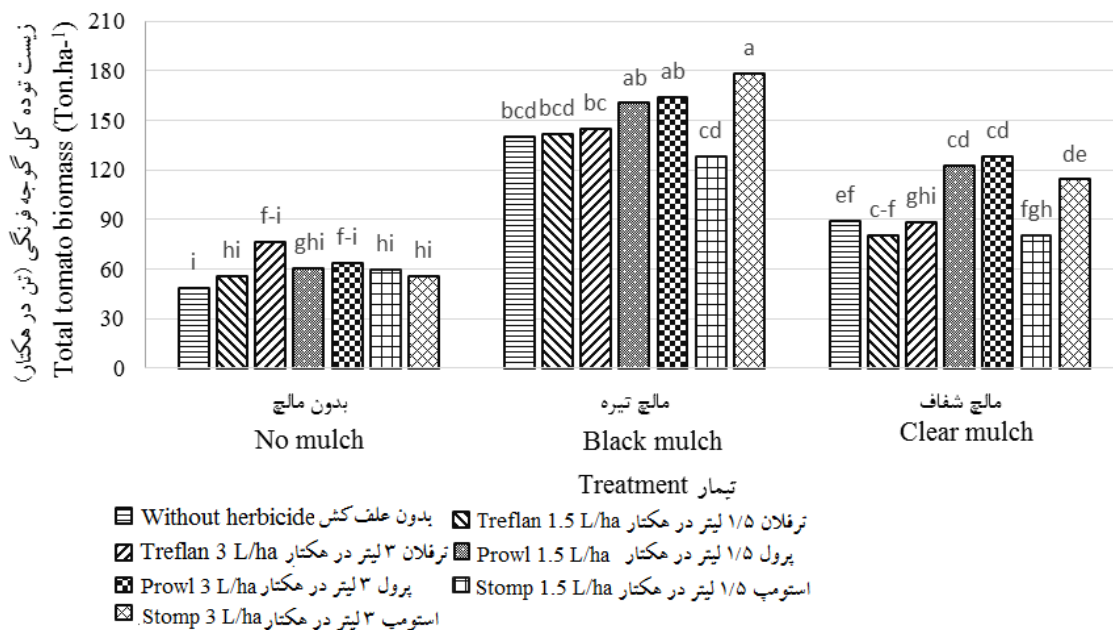 زیست توده کل گوجه فرنگی (تن در هکتار)
Total tomato biomass (Ton.ha-¹)
210
180
150
120
90
60
30
0
i
hi
f-i
ghi
f-i
hi
hi
bcd
bcd
bc
ab
ab
cd
a
ef
c-f
ghi
cd
cd
fgh
de
بدون مالچ
No mulch
مالچ تیره
Black mulch
مالچ شفاف
Clear mulch
Treatment تیمار
Without herbicide بدون علف کش
Treflan 1.5 L/ha ترفلان ۱/۵ لیتر در هکتار
Treflan 3 L/ha ترفلان ۳ لیتر در هکتار
Prowl 1.5 L/ha پرول ۱/۵ لیتر در هکتار
Prowl 3 L/ha پرول ۳ لیتر در هکتار
Stomp 1.5 L/ha استومپ ۱/۵ لیتر در هکتار
Stomp 3 L/ha استومپ ۳ لیتر در هکتار